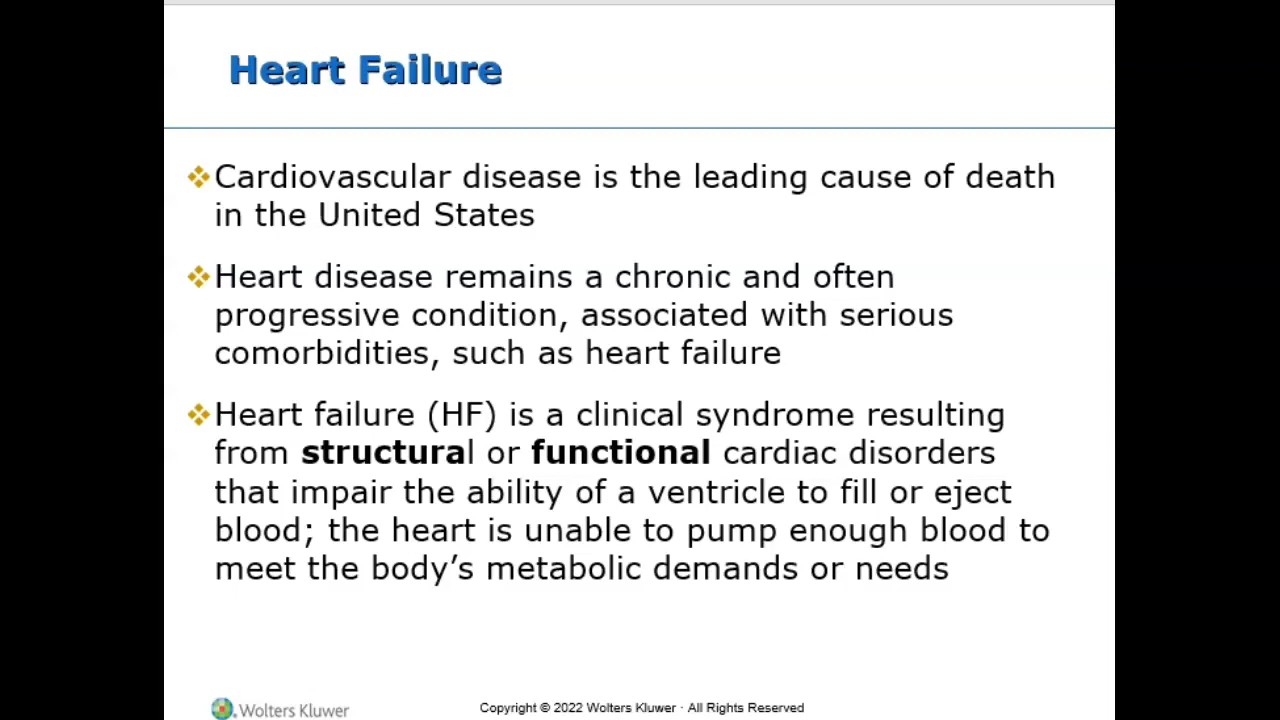 Heart Failure
❖Cardiovascular disease is the leading cause of death
in the United States
❖Heart disease remains a chronic and often
progressive condition, associated with serious
comorbidities, such as heart failure
❖Heart failure (HF) is a clinical syndrome resulting
from structural or functional cardiac disorders
that impair the ability of a ventricle to fill or eject
blood; the heart is unable to pump enough blood to
meet the body’s metabolic demands or needs
Wolters Kluwer
Copyright © 2022 Wolters Kluwer · All Rights Reserved